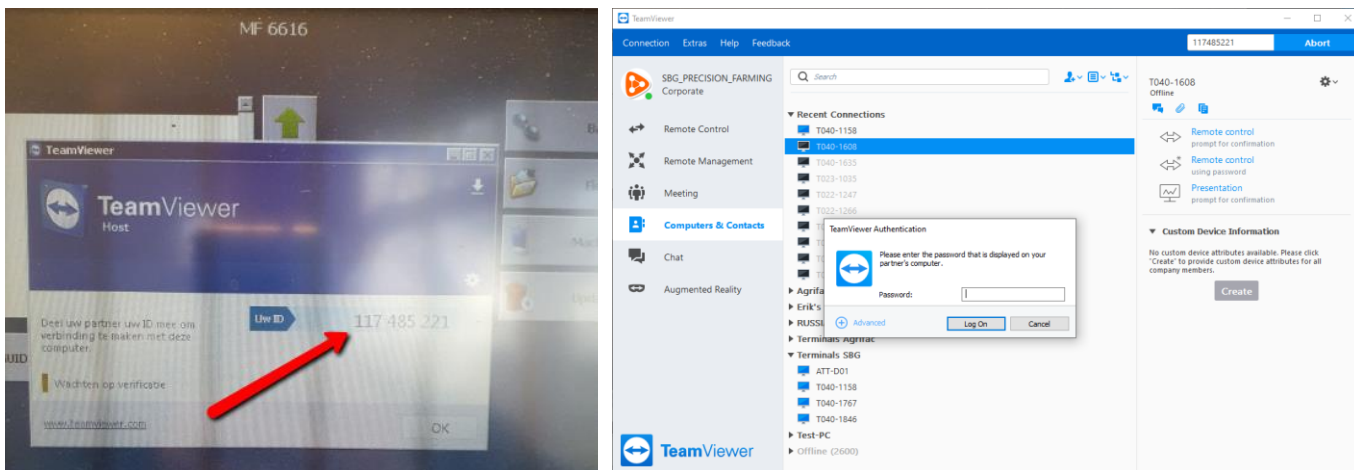 MF 6616
TeamViewer
TeamViewer
Host
Uw ID
117 485 221
Deel uw partner uw ID mee om
verbinding te maken met deze
computer.
Wachten op verificatie
www.teamviewer.com
OK
TeamViewer
Connection Extras Help Feedback
117485221
Abort
SBG_PRECISION_FARMING
Corporate
Remote Control
Remote Management
Meeting
Computers & Contacts
Chat
Augmented Reality
TeamViewer
Search
Recent Connections
T040-1158
T040-1608
T040-1635
T023-1035
T022-1247
T022-1266
Agrifa
Erik's
RUSSI
Terminals Agrifac
Terminals SBG
ATT-D01
T040-1158
T040-1767
T040-1846
Test-PC
Offline (2600)
TeamViewer Authentication
Please enter the password that is displayed on your
partner's computer.
Password:
Advanced
Log On
Cancel
T040-1608
Offline
Remote control
prompt for confirmation
Remote control
using password
Presentation
prompt for confirmation
Custom Device Information
No custom device attributes available. Please click
"Create" to provide custom device attributes for all
company members.
Create